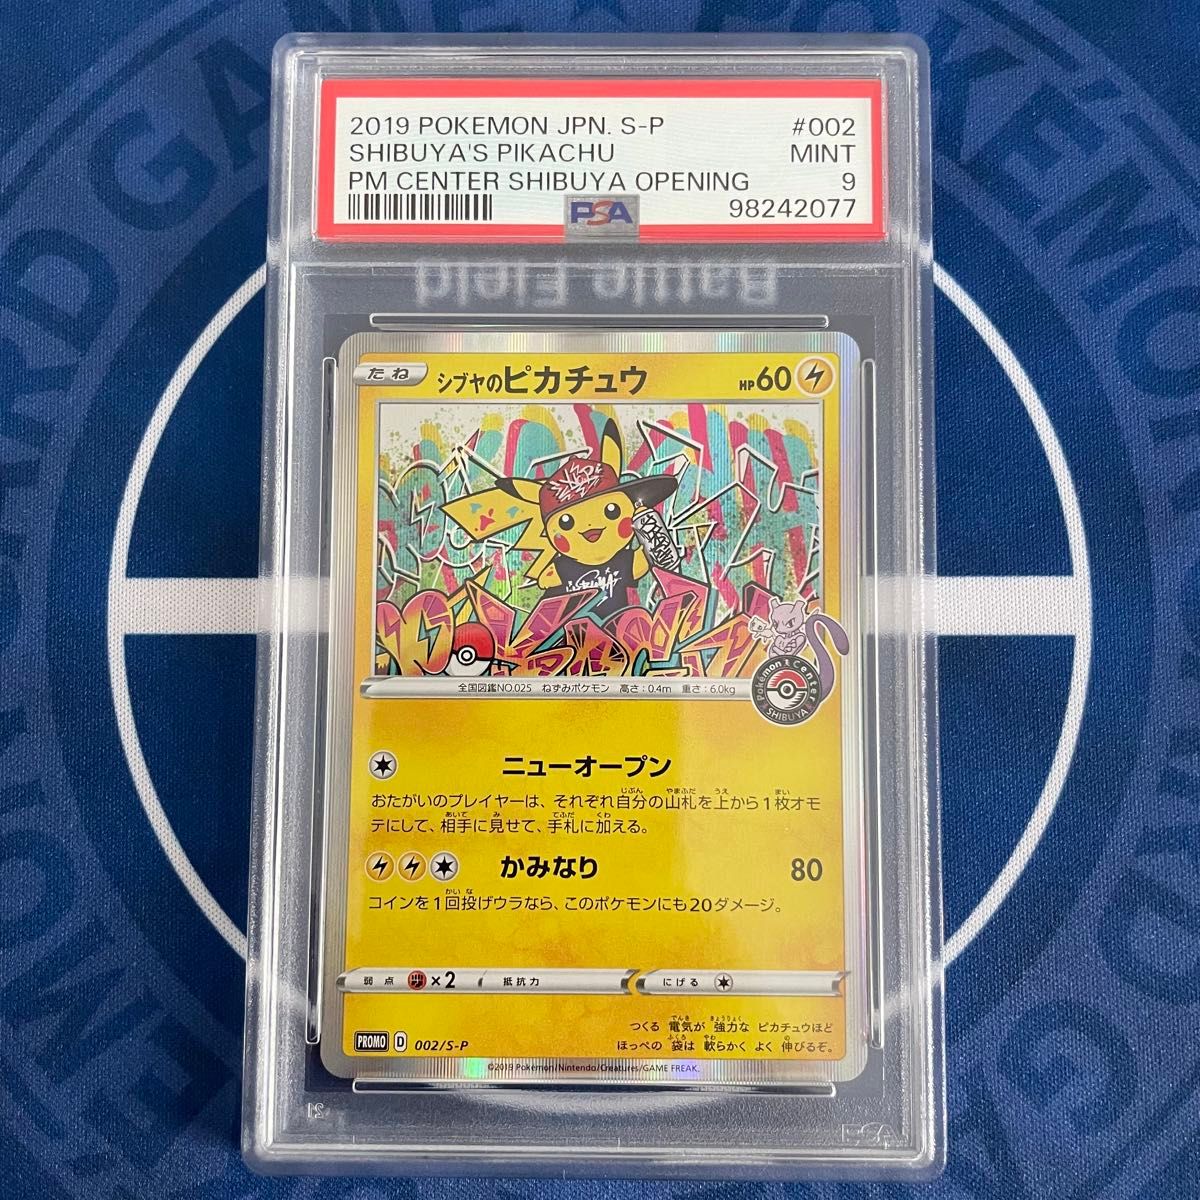 2019 POKEMON JPN. S-P #002
SHIBUYA'S PIKACHU MINT
PM CENTER SHIBUYA OPENING 9
PSA 98242077
Battle Field
たね シブヤのピカチュウ HP60
全国図鑑NO.025 ねずみポケモン 高さ:0.4m 重さ:6.0kg
Pokémon Center
SHIBUYA
ニューオープン
おたがいのプレイヤーは、それぞれ自分の山札を上から1枚オモ
テにして、相手に見せて、手札に加える。
かみなり 80
コインを1回投げウラなら、このポケモンにも20ダメージ。
弱点 ×2 抵抗力 にげる
つくる 電気が 強力な ピカチュウほど
ほっぺの 袋は 軟らかく よく 伸びるぞ。
PROMO D 002/S-P
©2019 Pokémon/Nintendo/Creatures/GAME FREAK.
PSA